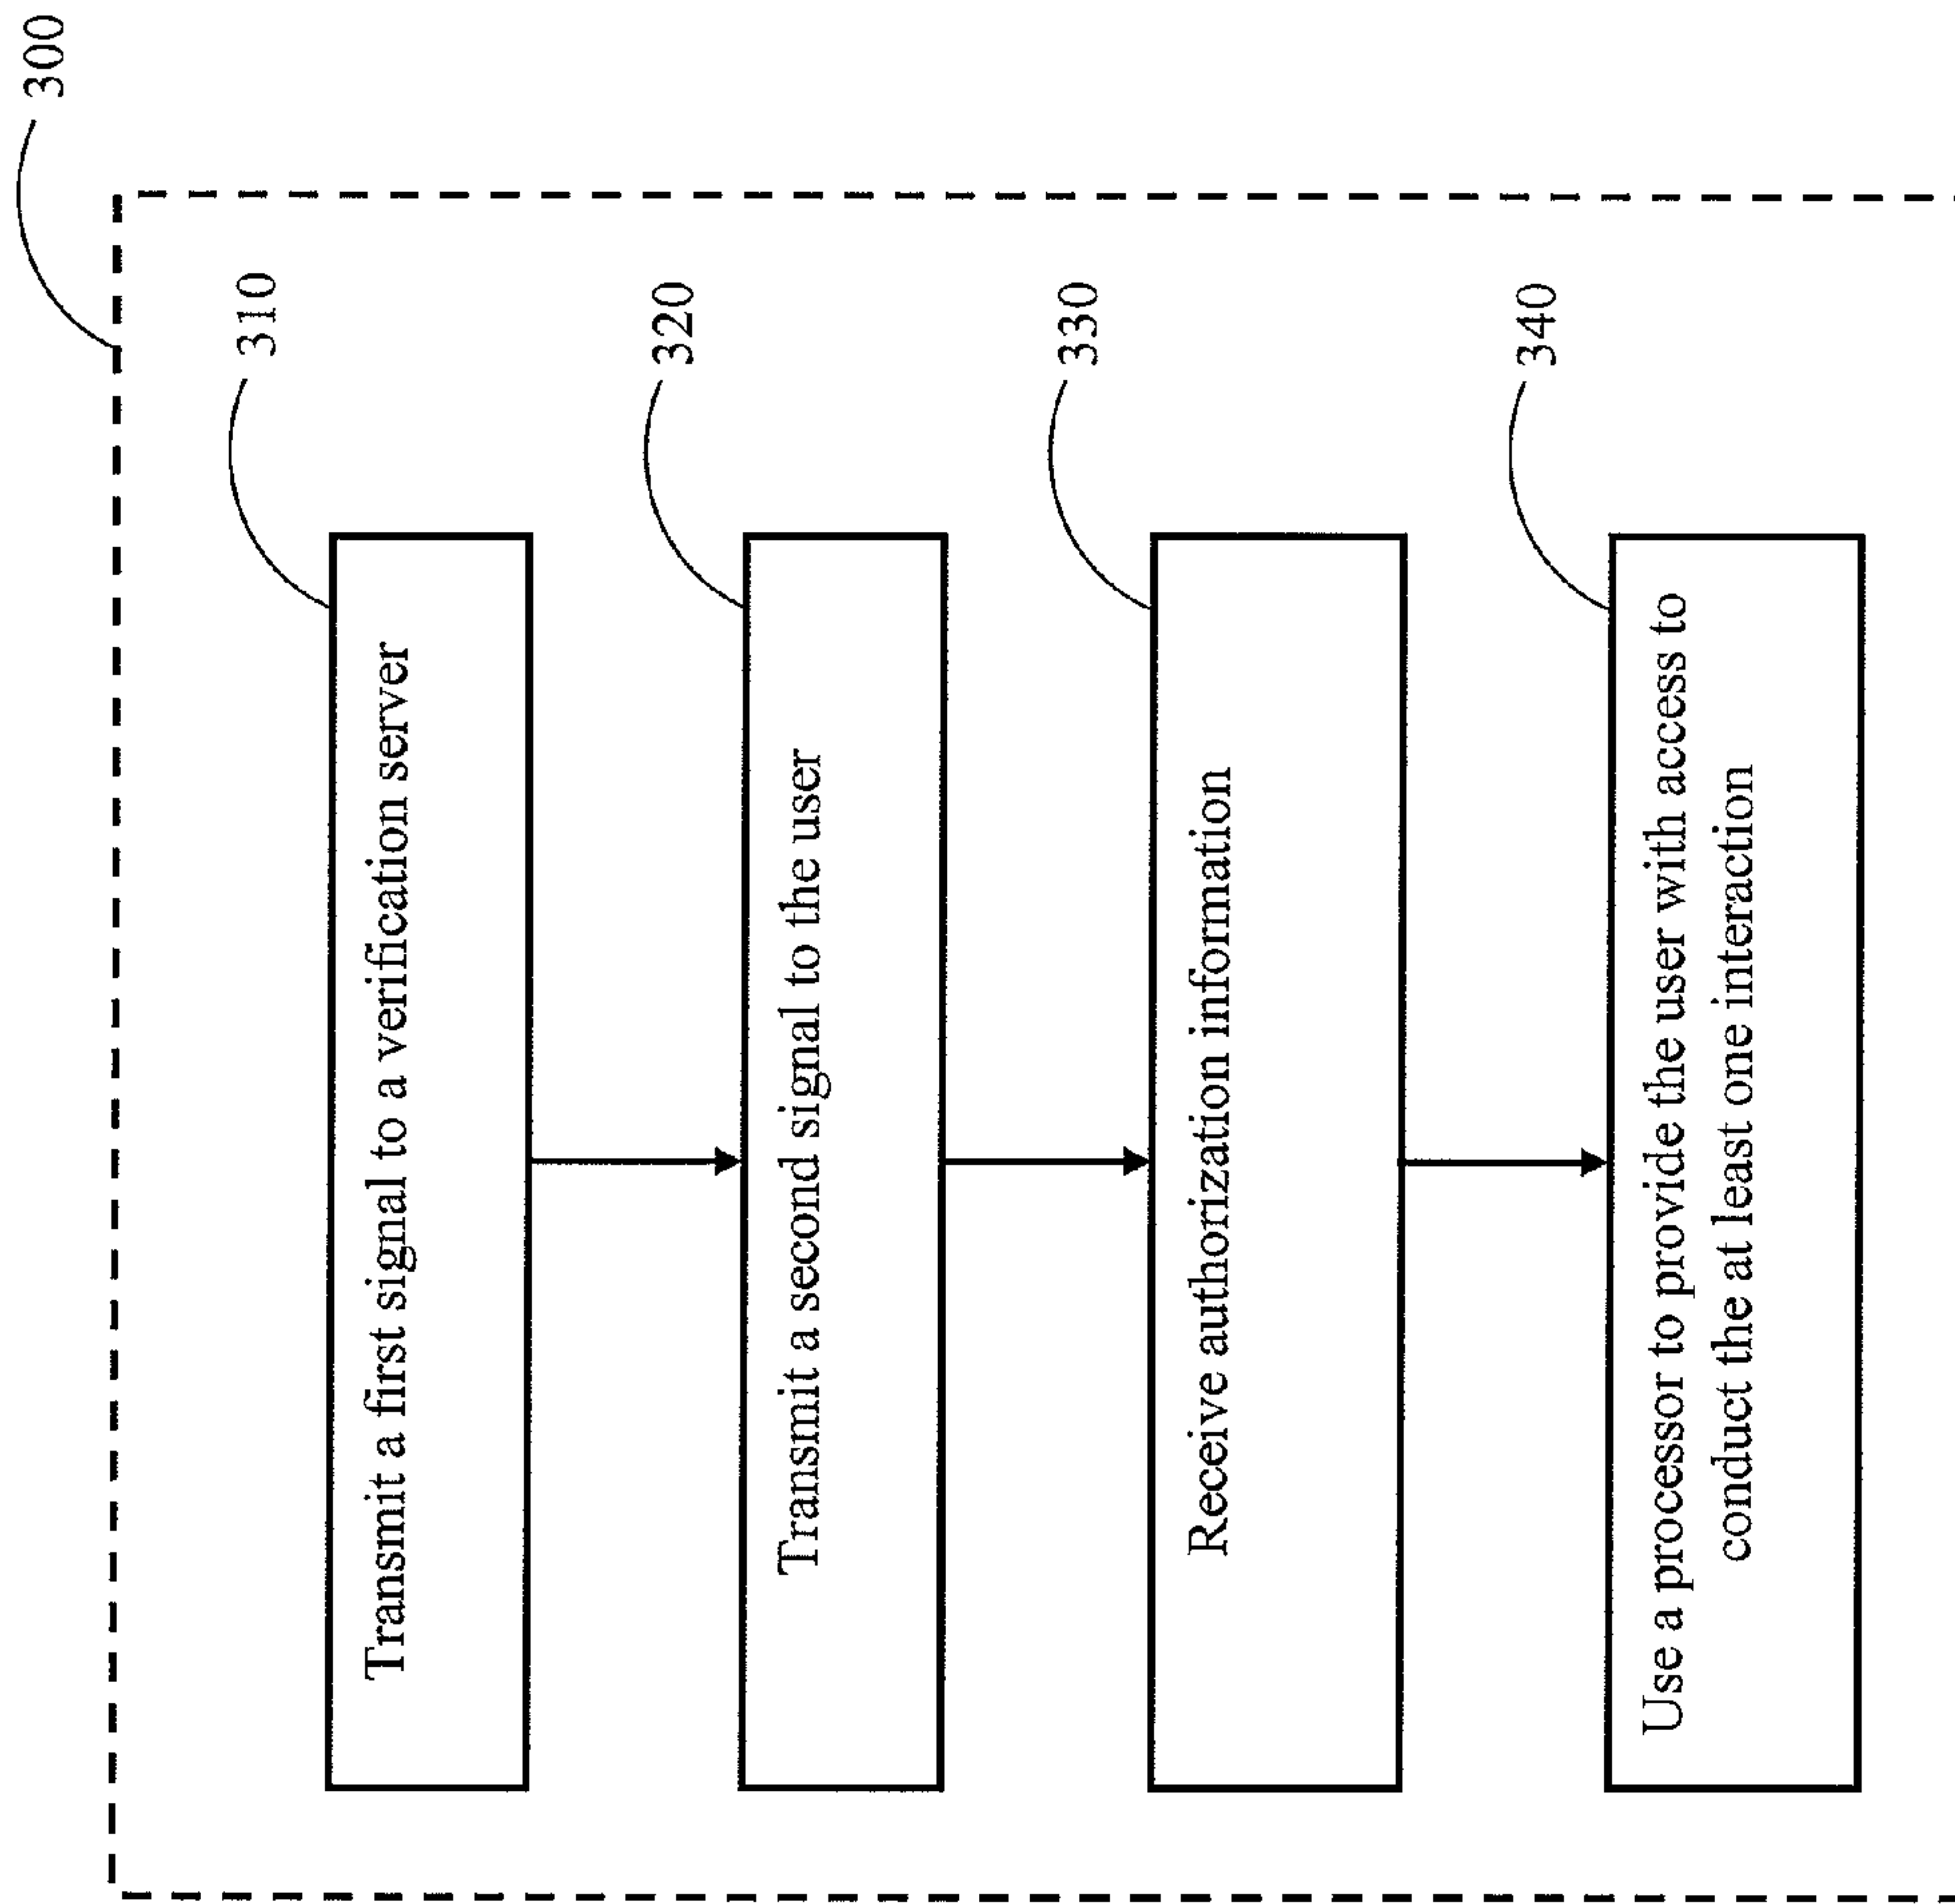 300
310
Transmit a first signal to a verification server
320
Transmit a second signal to the user
330
Receive authorization information
340
Use a processor to provide the user with access to
conduct the at least one interaction